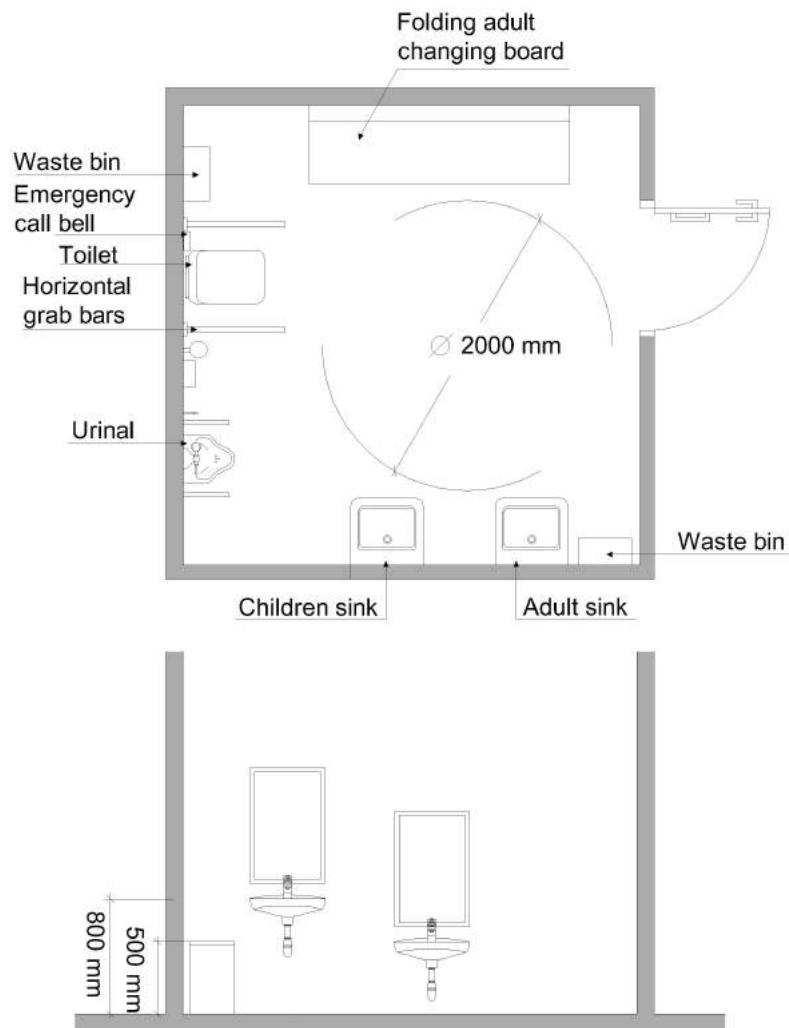 Folding adult
changing board
Waste bin
Emergency
call bell
Toilet
Horizontal
grab bars
2000 mm
Urinal
Waste bin
Children sink
Adult sink
800 mm
500 mm